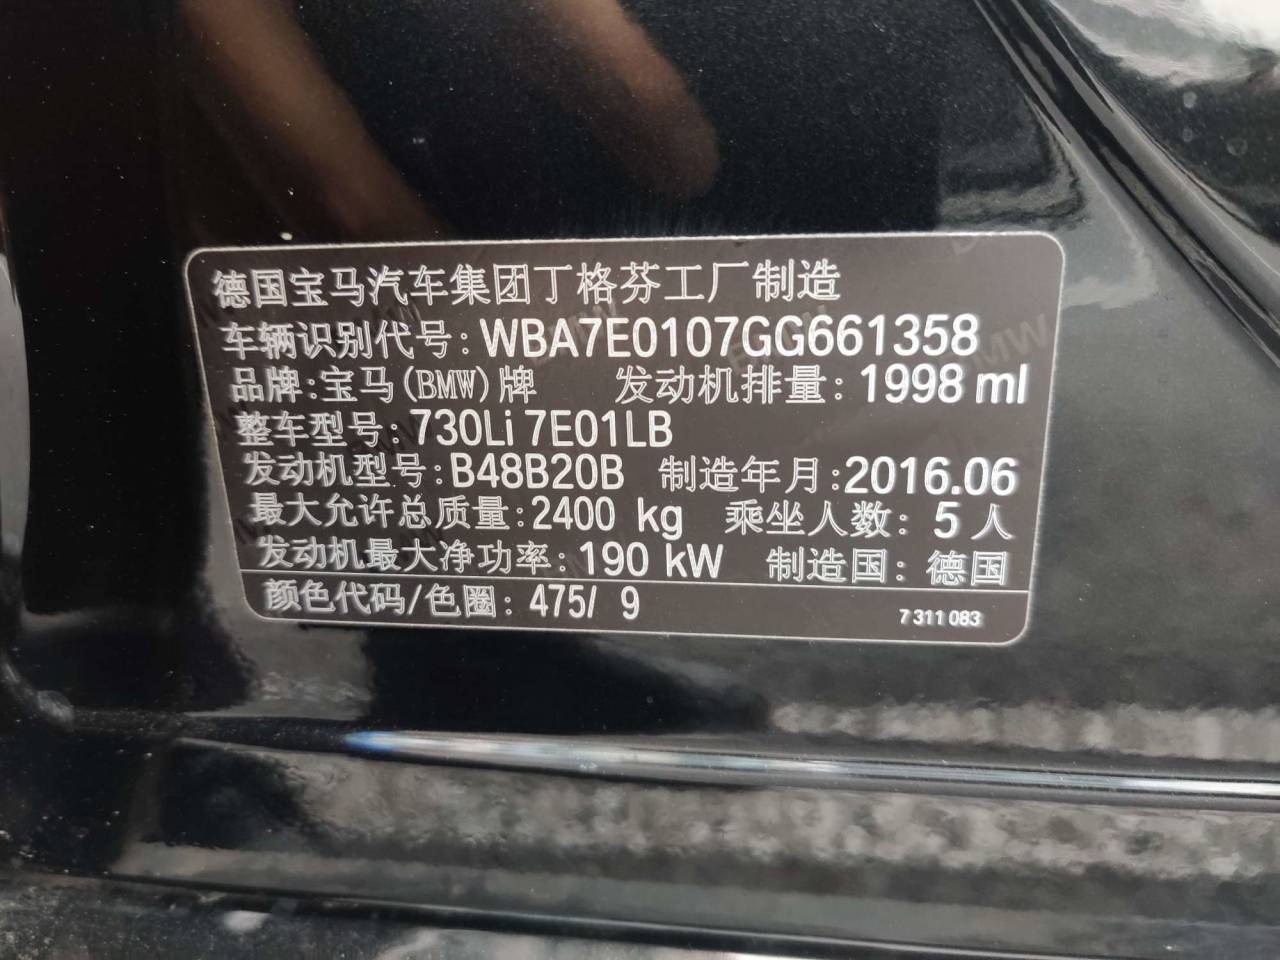 德国宝马汽车集团丁格芬工厂制造
车辆识别代号:WBA7E0107GG661358
品牌:宝马(BMW)牌 发动机排量:1998 ml
整车型号:730Li 7E01LB
发动机型号:B48B20B 制造年月:2016.06
最大允许总质量:2400 kg 乘坐人数: 5 人
发动机最大净功率:190 kW 制造国: 德国
颜色代码/色圈: 475/ 9 7 311 083